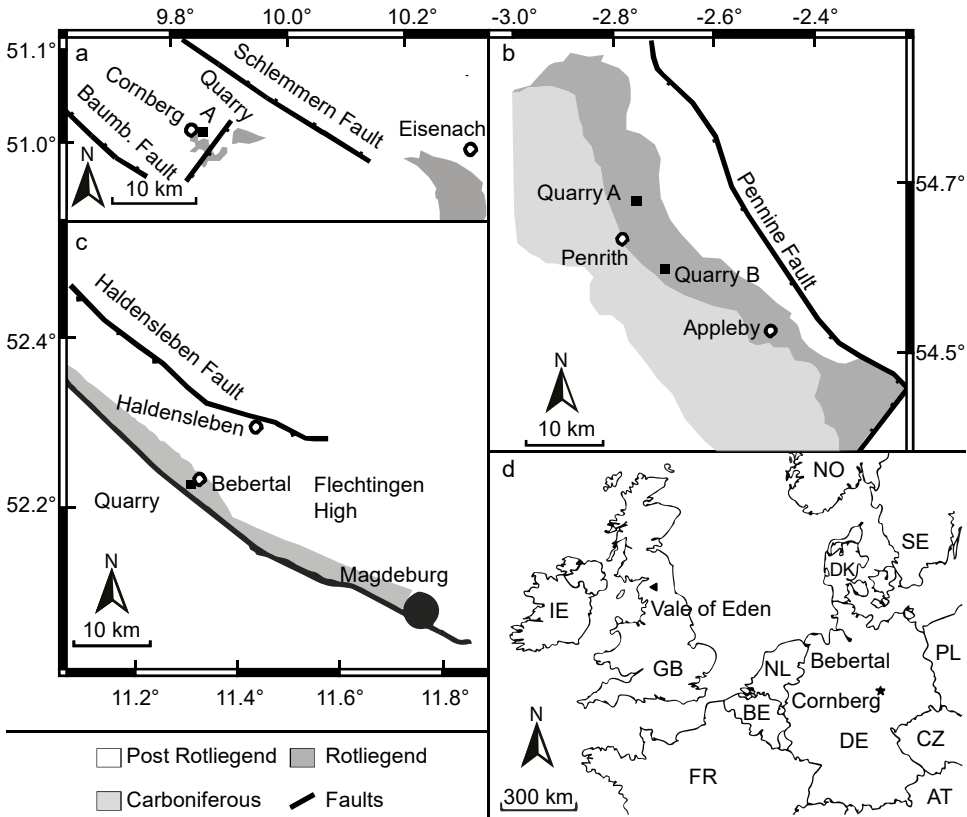 9.8° 10.0° 10.2°
-3.0° -2.8° -2.6° -2.4°
51.1°
51.0°
a
Cornberg
A
Quarry
Schlemmern Fault
Baumb. Fault
Eisenach
N
10 km
b
Quarry A
Penrith
Quarry B
Appleby
Pennine Fault
54.7°
54.5°
N
10 km
c
52.4°
52.2°
Haldensleben Fault
Haldensleben
Bebertal
Quarry
Flechtingen
High
Magdeburg
N
10 km
11.2° 11.4° 11.6° 11.8°
d
NO
SE
DK
IE
Vale of Eden
GB
NL
Bebertal
PL
Cornberg
BE
DE
CZ
FR
AT
N
300 km
Post Rotliegend
Rotliegend
Carboniferous
Faults